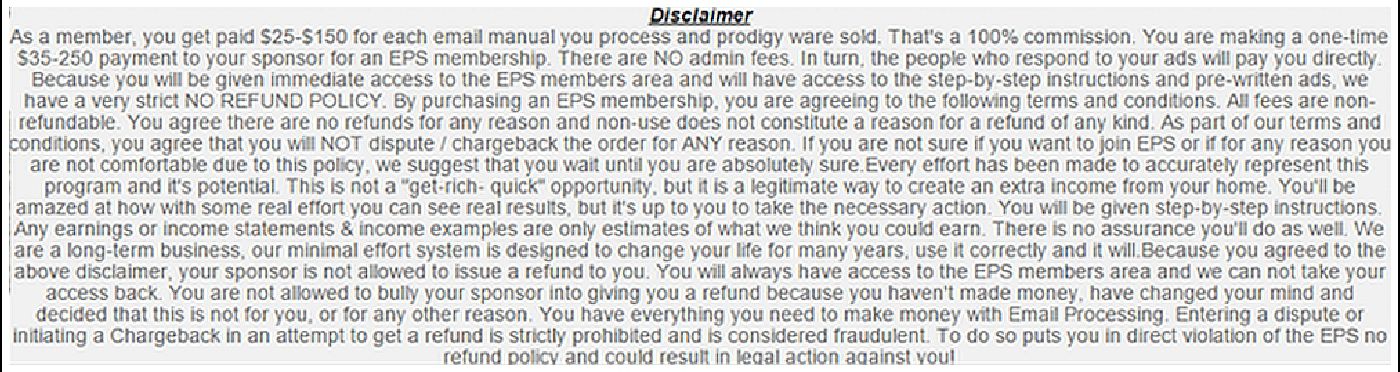 Disclaimer
As a member, you get paid $25-$150 for each email manual you process and prodigy ware sold. That's a 100% commission. You are making a one-time
$35-250 payment to your sponsor for an EPS membership. There are NO admin fees. In turn, the people who respond to your ads will pay you directly.
Because you will be given immediate access to the EPS members area and will have access to the step-by-step instructions and pre-written ads, we
have a very strict NO REFUND POLICY. By purchasing an EPS membership, you are agreeing to the following terms and conditions. All fees are non-
refundable. You agree there are no refunds for any reason and non-use does not constitute a reason for a refund of any kind. As part of our terms and
conditions, you agree that you will NOT dispute / chargeback the order for ANY reason. If you are not sure if you want to join EPS or if for any reason you
are not comfortable due to this policy, we suggest that you wait until you are absolutely sure.Every effort has been made to accurately represent this
program and it's potential. This is not a "get-rich- quick" opportunity, but it is a legitimate way to create an extra income from your home. You'll be
amazed at how with some real effort you can see real results, but it's up to you to take the necessary action. You will be given step-by-step instructions.
Any earnings or income statements & income examples are only estimates of what we think you could earn. There is no assurance you'll do as well. We
are a long-term business, our minimal effort system is designed to change your life for many years, use it correctly and it will.Because you agreed to the
above disclaimer, your sponsor is not allowed to issue a refund to you. You will always have access to the EPS members area and we can not take your
access back. You are not allowed to bully your sponsor into giving you a refund because you haven't made money, have changed your mind and
decided that this is not for you, or for any other reason. You have everything you need to make money with Email Processing. Entering a dispute or
initiating a Chargeback in an attempt to get a refund is strictly prohibited and is considered fraudulent. To do so puts you in direct violation of the EPS no
refund policy and could result in legal action against you!